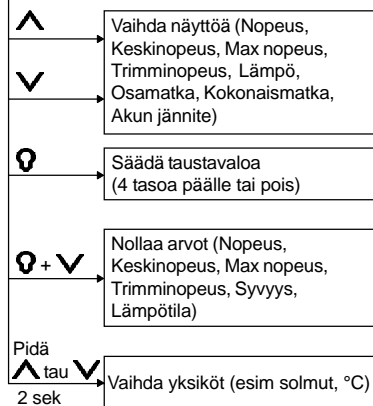 Vaihda näyttöä (Nopeus,
Keskinopeus, Max nopeus,
Trimminopeus, Lämpö,
Osamatka, Kokonaismatka,
Akun jännite)
Säädä taustavaloa
(4 tasoa päälle tai pois)
+
Nollaa arvot (Nopeus,
Keskinopeus, Max nopeus,
Trimminopeus, Syvyys,
Lämpötila)
Pidä
tau
2 sek
Vaihda yksiköt (esim solmut, °C)